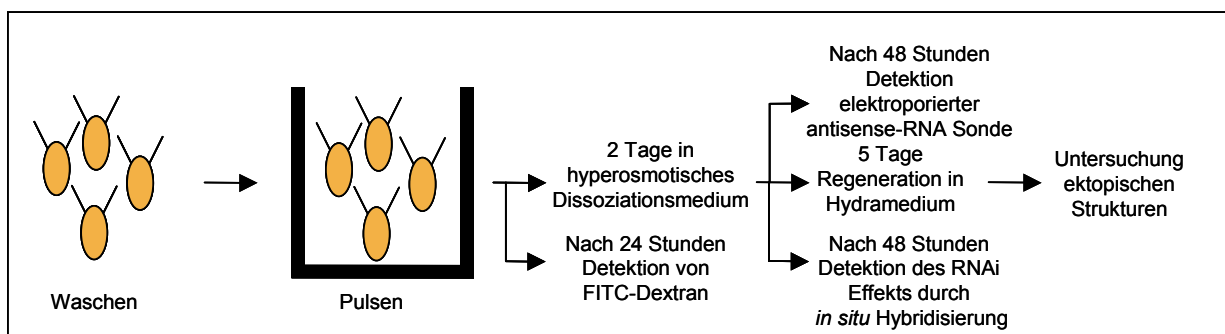 Waschen
Pulsen
2 Tage in
hyperosmotisches
Dissoziationsmedium
Nach 24 Stunden
Detektion von
FITC-Dextran
Nach 48 Stunden
Detektion
elektroporierter
antisense-RNA Sonde
5 Tage
Regeneration in
Hydramedium
Nach 48 Stunden
Detektion des RNAi
Effekts durch
in situ Hybridisierung
Untersuchung
ektopischen
Strukturen